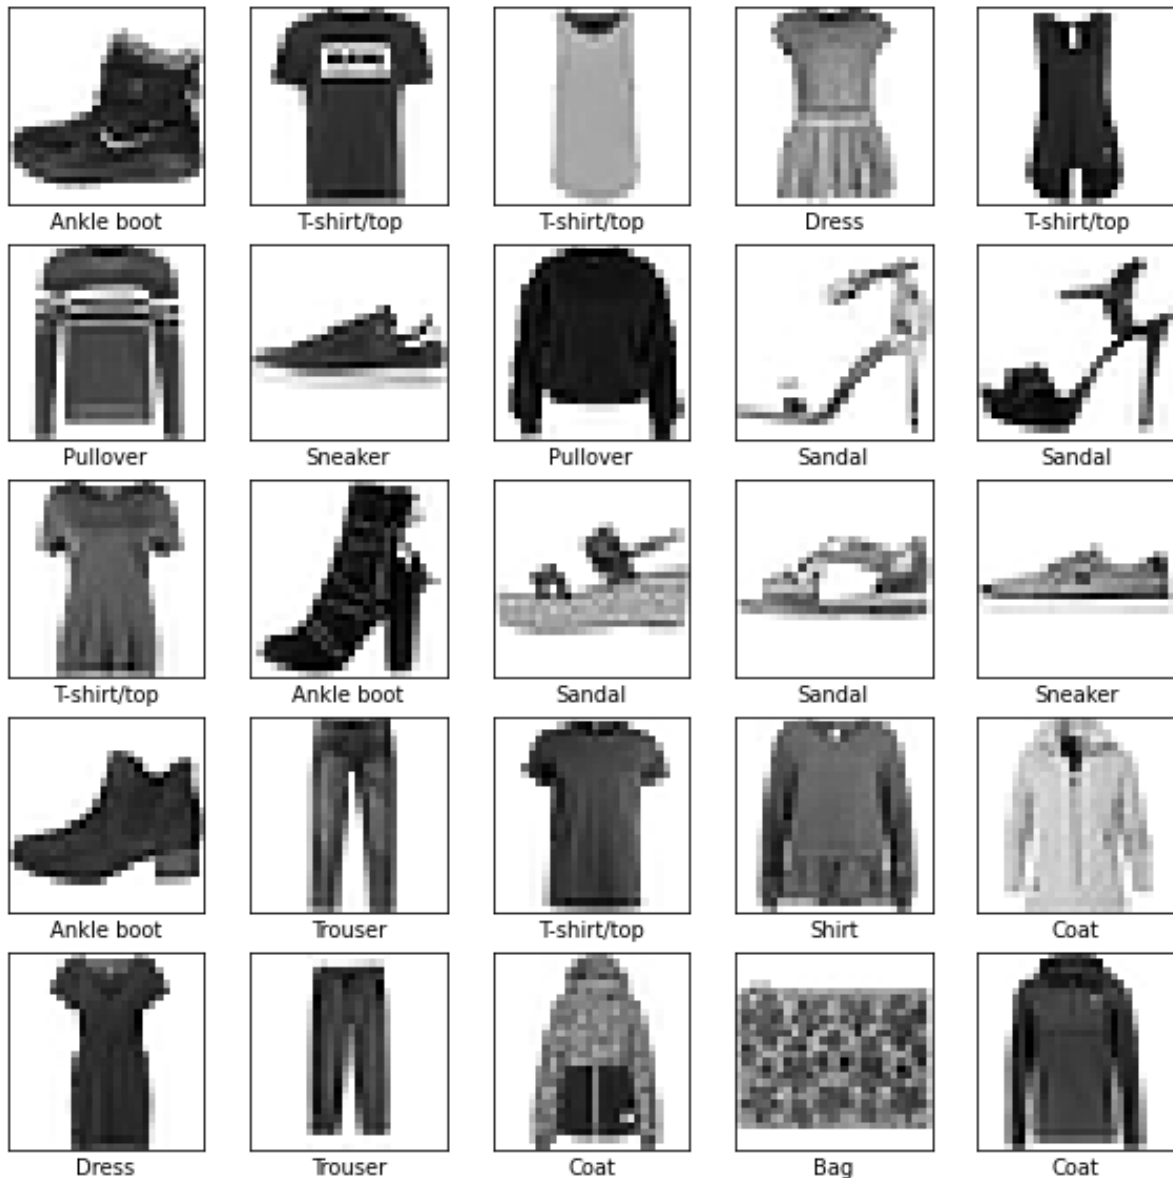 Ankle boot T-shirt/top T-shirt/top Dress T-shirt/top
Pullover Sneaker Pullover Sandal Sandal
T-shirt/top Ankle boot Sandal Sandal Sneaker
Ankle boot Trouser T-shirt/top Shirt Coat
Dress Trouser Coat Bag Coat